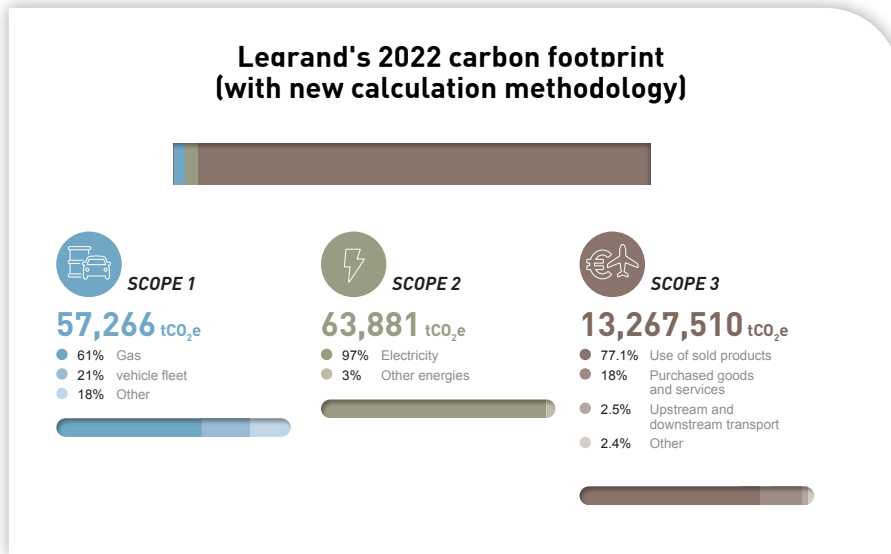 Legrand's 2022 carbon footprint
(with new calculation methodology)
SCOPE 1
57,266 tCO₂e
61% Gas
21% vehicle fleet
18% Other
SCOPE 2
63,881 tCO₂e
97% Electricity
3% Other energies
SCOPE 3
13,267,510 tCO₂e
77.1% Use of sold products
18% Purchased goods
and services
2.5% Upstream and
downstream transport
2.4% Other